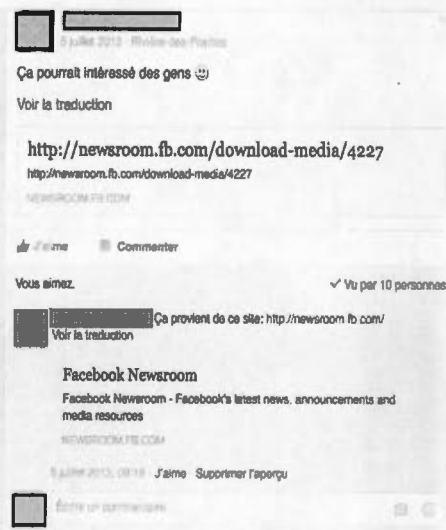 5 juillet 2013 · Rivière-des-Prairies
Ça pourrait intéressé des gens
Voir la traduction
http://newsroom.fb.com/download-media/4227
http://newsroom.fb.com/download-media/4227
NEWSROOM.FB.COM
J'aime Commenter
Vous aimez. ✓ Vu par 10 personnes
Ça provient de ce site: http://newsroom.fb.com/
Voir la traduction
Facebook Newsroom
Facebook Newsroom - Facebook's latest news, announcements and
media resources
NEWSROOM.FB.COM
5 juillet 2013, 09:18 · J'aime · Supprimer l'aperçu
Écrire un commentaire